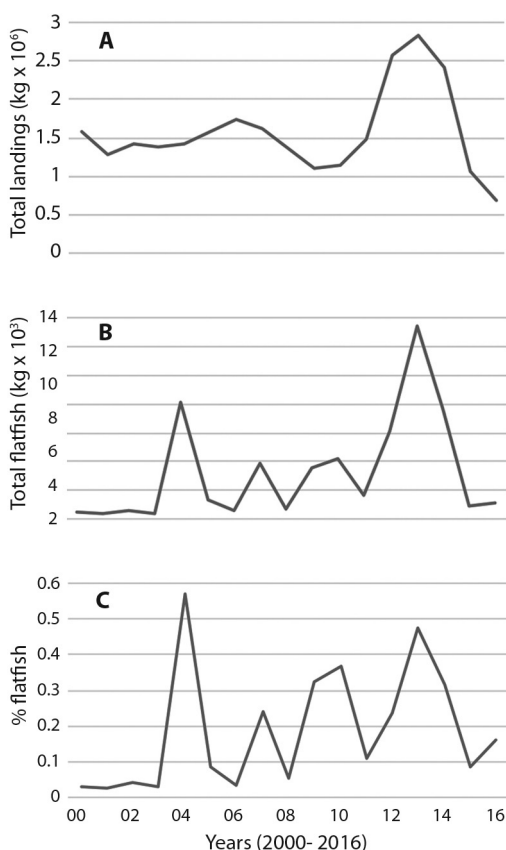 A
Total landings (kg x 10⁶)
3
2.5
2
1.5
1
0.5
0
B
Total flatfish (kg x 10³)
14
12
10
8
6
4
2
C
% flatfish
0.6
0.5
0.4
0.3
0.2
0.1
0
00 02 04 06 08 10 12 14 16
Years (2000- 2016)